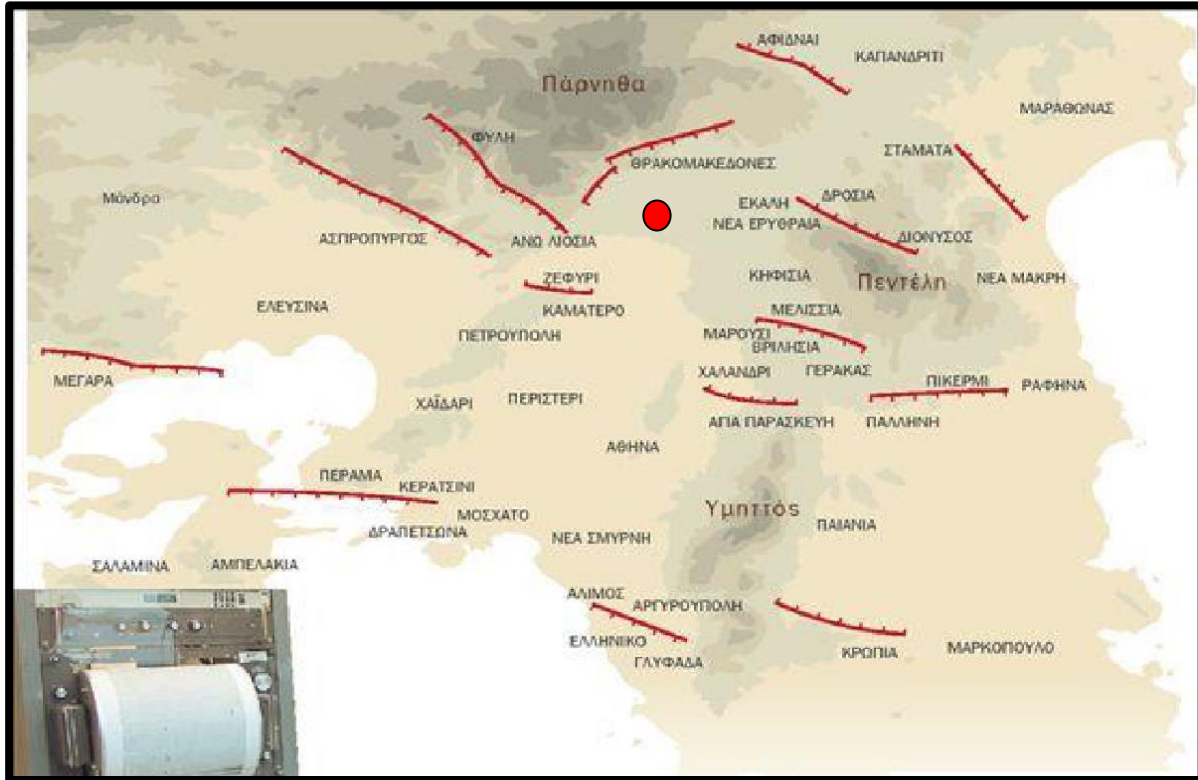 ΑΦΙΔΝΑΙ
ΚΑΠΑΝΔΡΙΤΙ
Πάρνηθα
ΜΑΡΑΘΩΝΑΣ
ΦΥΛΗ
ΣΤΑΜΑΤΑ
ΘΡΑΚΟΜΑΚΕΔΟΝΕΣ
Μάνδρα
ΕΚΑΛΗ
ΔΡΟΣΙΑ
ΝΕΑ ΕΡΥΘΡΑΙΑ
ΑΣΠΡΟΠΥΡΓΟΣ
ΑΝΩ ΛΙΟΣΙΑ
ΔΙΟΝΥΣΟΣ
ΖΕΦΥΡΙ
ΚΗΦΙΣΙΑ
Πεντέλη
ΝΕΑ ΜΑΚΡΗ
ΕΛΕΥΣΙΝΑ
ΚΑΜΑΤΕΡΟ
ΜΕΛΙΣΣΙΑ
ΠΕΤΡΟΥΠΟΛΗ
ΜΑΡΟΥΣΙ
ΒΡΙΛΗΣΙΑ
ΜΕΓΑΡΑ
ΧΑΛΑΝΔΡΙ
ΓΕΡΑΚΑΣ
ΠΙΚΕΡΜΙ
ΡΑΦΗΝΑ
ΧΑΪΔΑΡΙ
ΠΕΡΙΣΤΕΡΙ
ΑΓΙΑ ΠΑΡΑΣΚΕΥΗ
ΠΑΛΛΗΝΗ
ΑΘΗΝΑ
ΠΕΡΑΜΑ
ΚΕΡΑΤΣΙΝΙ
ΜΟΣΧΑΤΟ
Υμηττός
ΠΑΙΑΝΙΑ
ΔΡΑΠΕΤΣΩΝΑ
ΝΕΑ ΣΜΥΡΝΗ
ΣΑΛΑΜΙΝΑ
ΑΜΠΕΛΑΚΙΑ
ΑΛΙΜΟΣ
ΑΡΓΥΡΟΥΠΟΛΗ
ΕΛΛΗΝΙΚΟ
ΓΛΥΦΑΔΑ
ΚΡΩΠΙΑ
ΜΑΡΚΟΠΟΥΛΟ